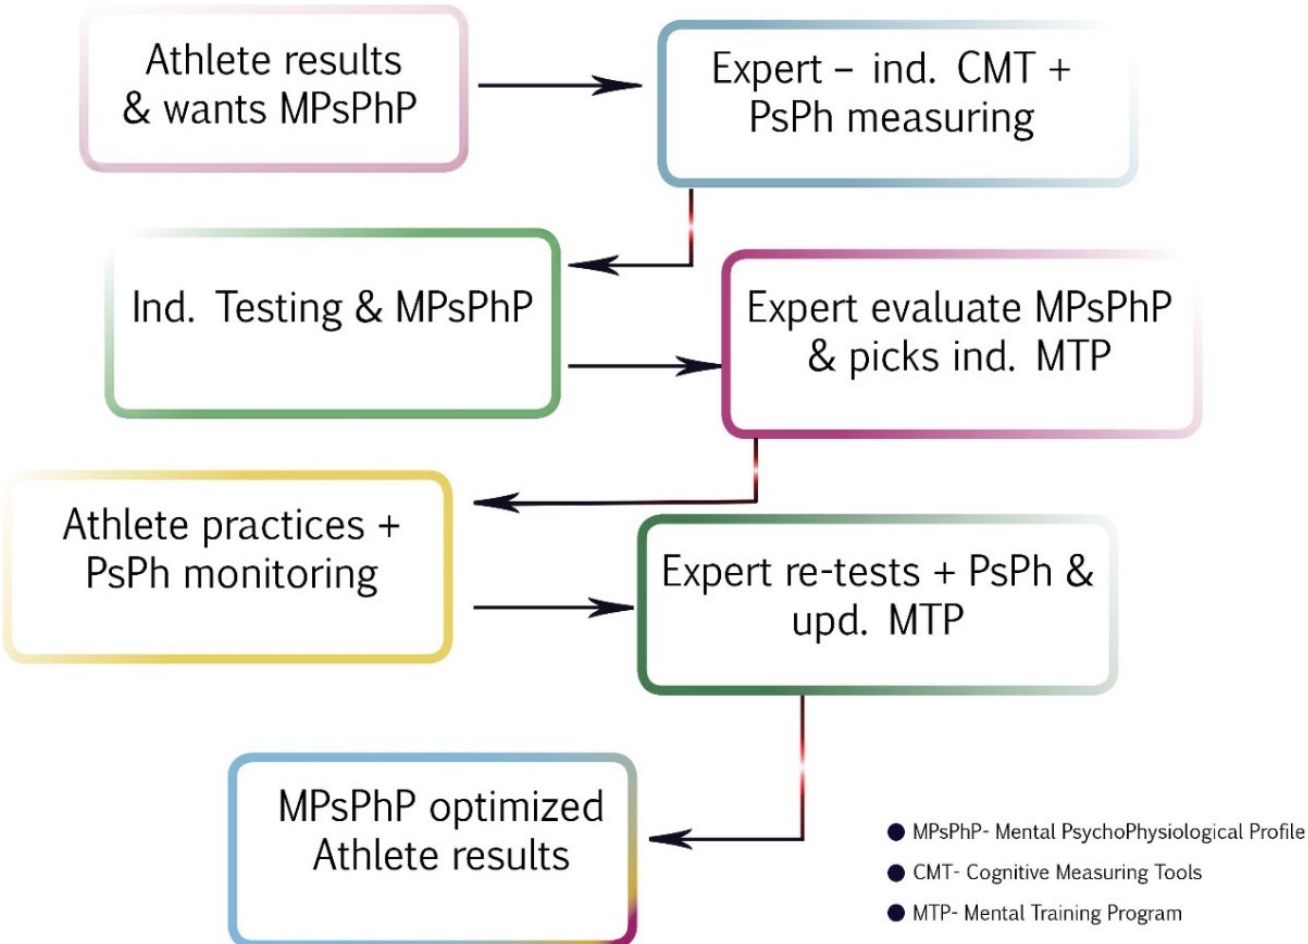 Athlete results
& wants MPsPhP
Expert – ind. CMT +
PsPh measuring
Ind. Testing & MPsPhP
Expert evaluate MPsPhP
& picks ind. MTP
Athlete practices +
PsPh monitoring
Expert re-tests + PsPh &
upd. MTP
MPsPhP optimized
Athlete results
● MPsPhP- Mental PsychoPhysiological Profile
● CMT- Cognitive Measuring Tools
● MTP- Mental Training Program